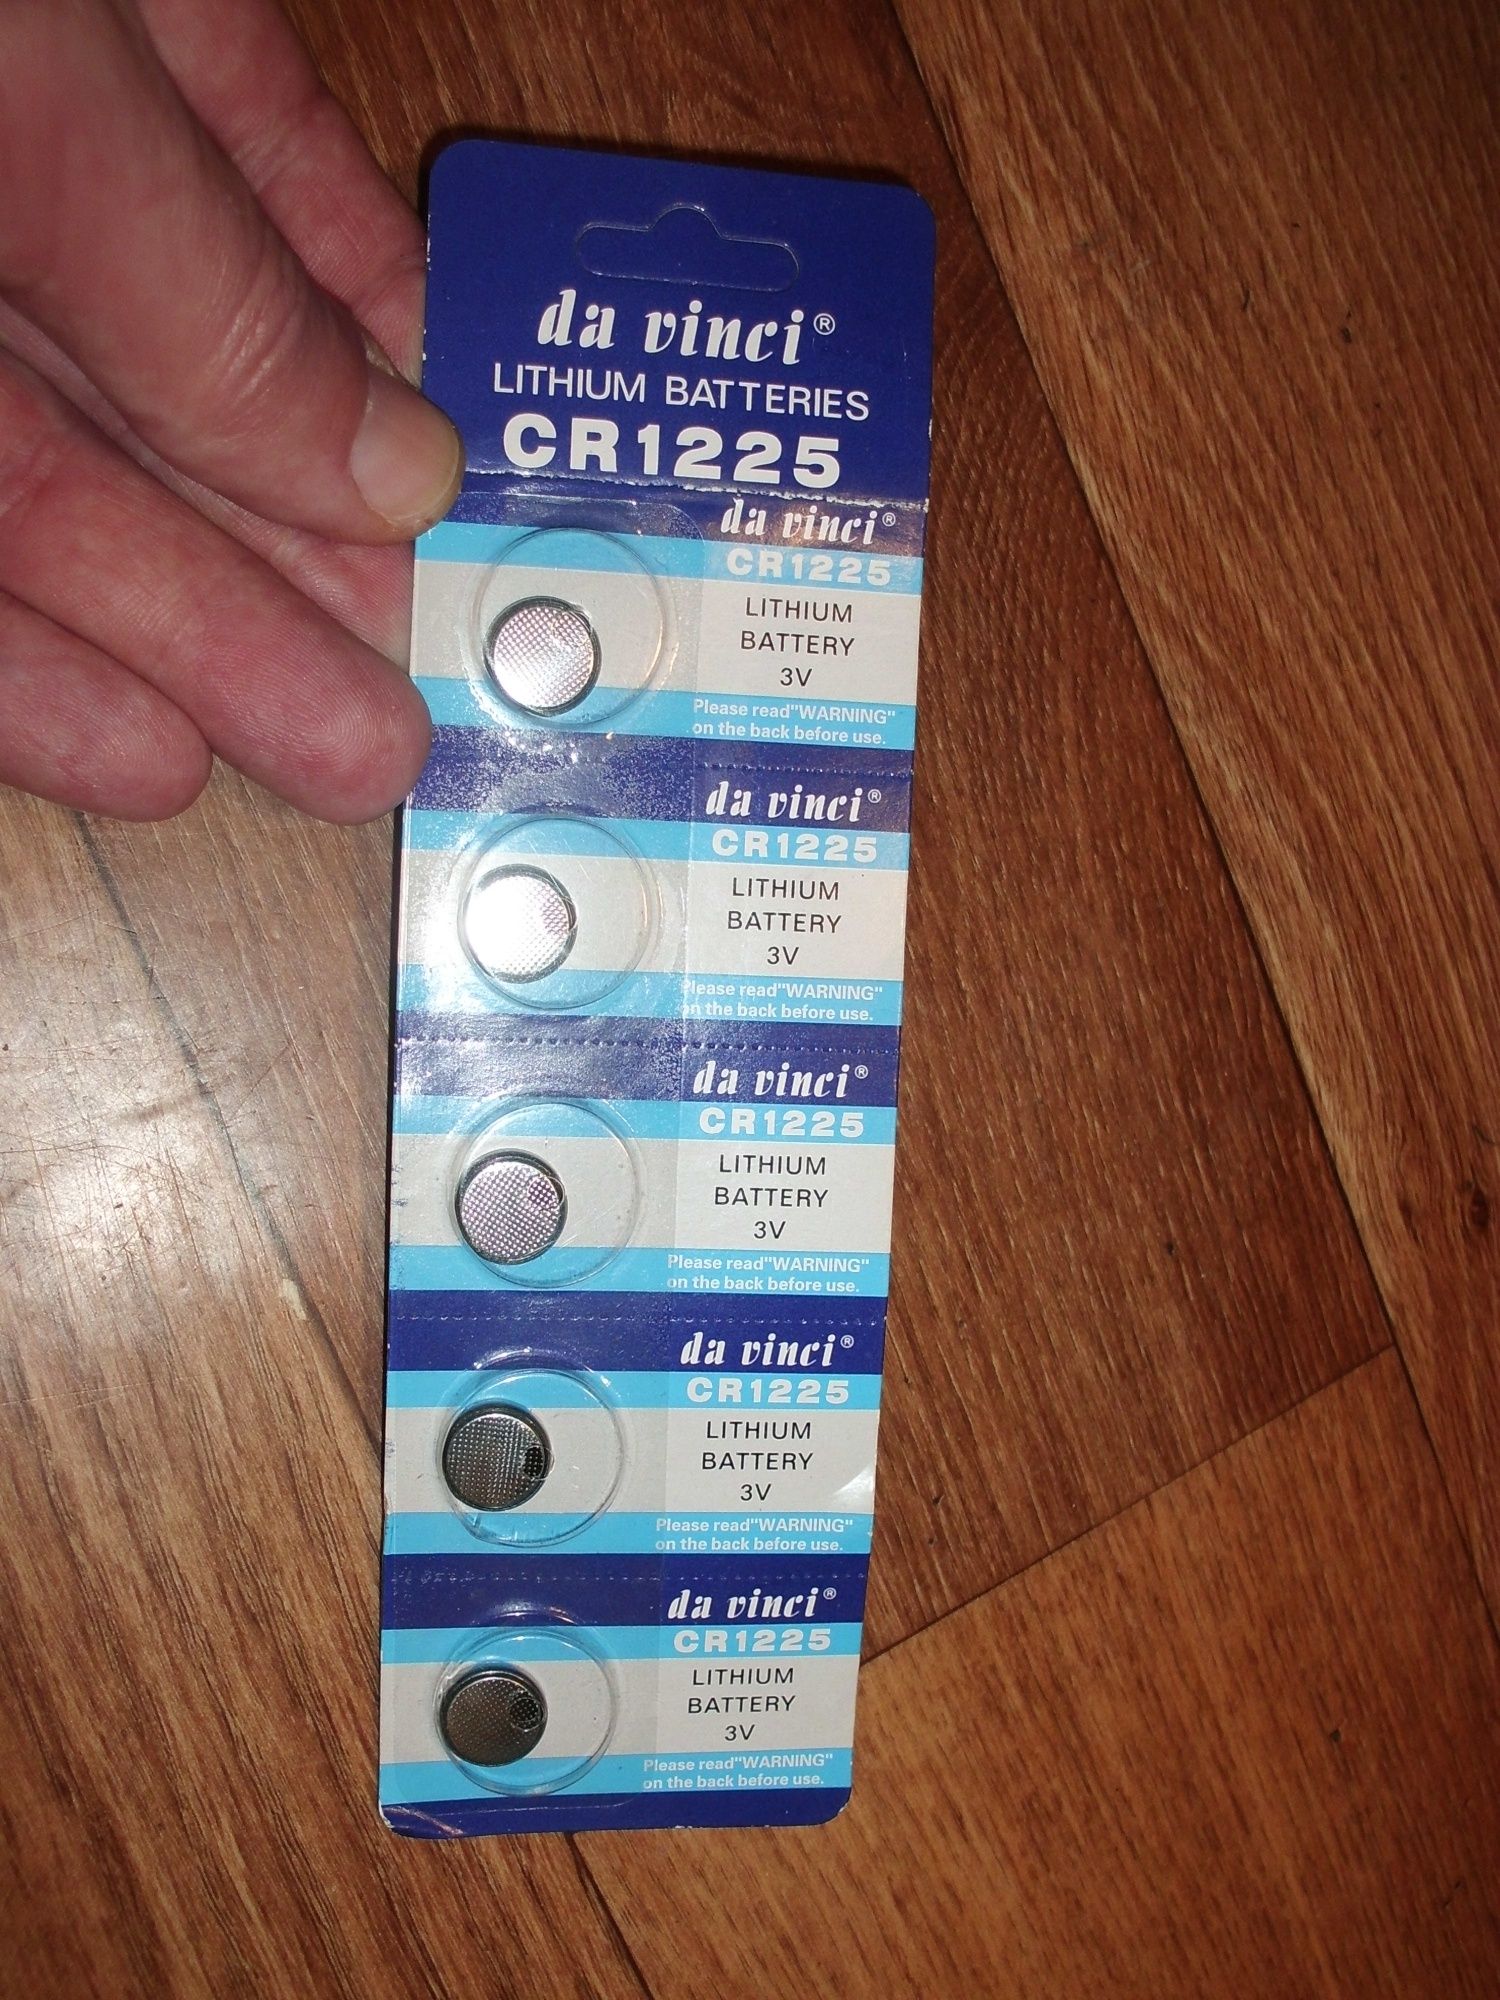 da vinci®
LITHIUM BATTERIES
CR1225
da vinci®
CR1225
LITHIUM
BATTERY
3V
Please read"WARNING"
on the back before use.
da vinci®
CR1225
LITHIUM
BATTERY
3V
Please read"WARNING"
on the back before use.
da vinci®
CR1225
LITHIUM
BATTERY
3V
Please read"WARNING"
on the back before use.
da vinci®
CR1225
LITHIUM
BATTERY
3V
Please read"WARNING"
on the back before use.
da vinci®
CR1225
LITHIUM
BATTERY
3V
Please read"WARNING"
on the back before use.